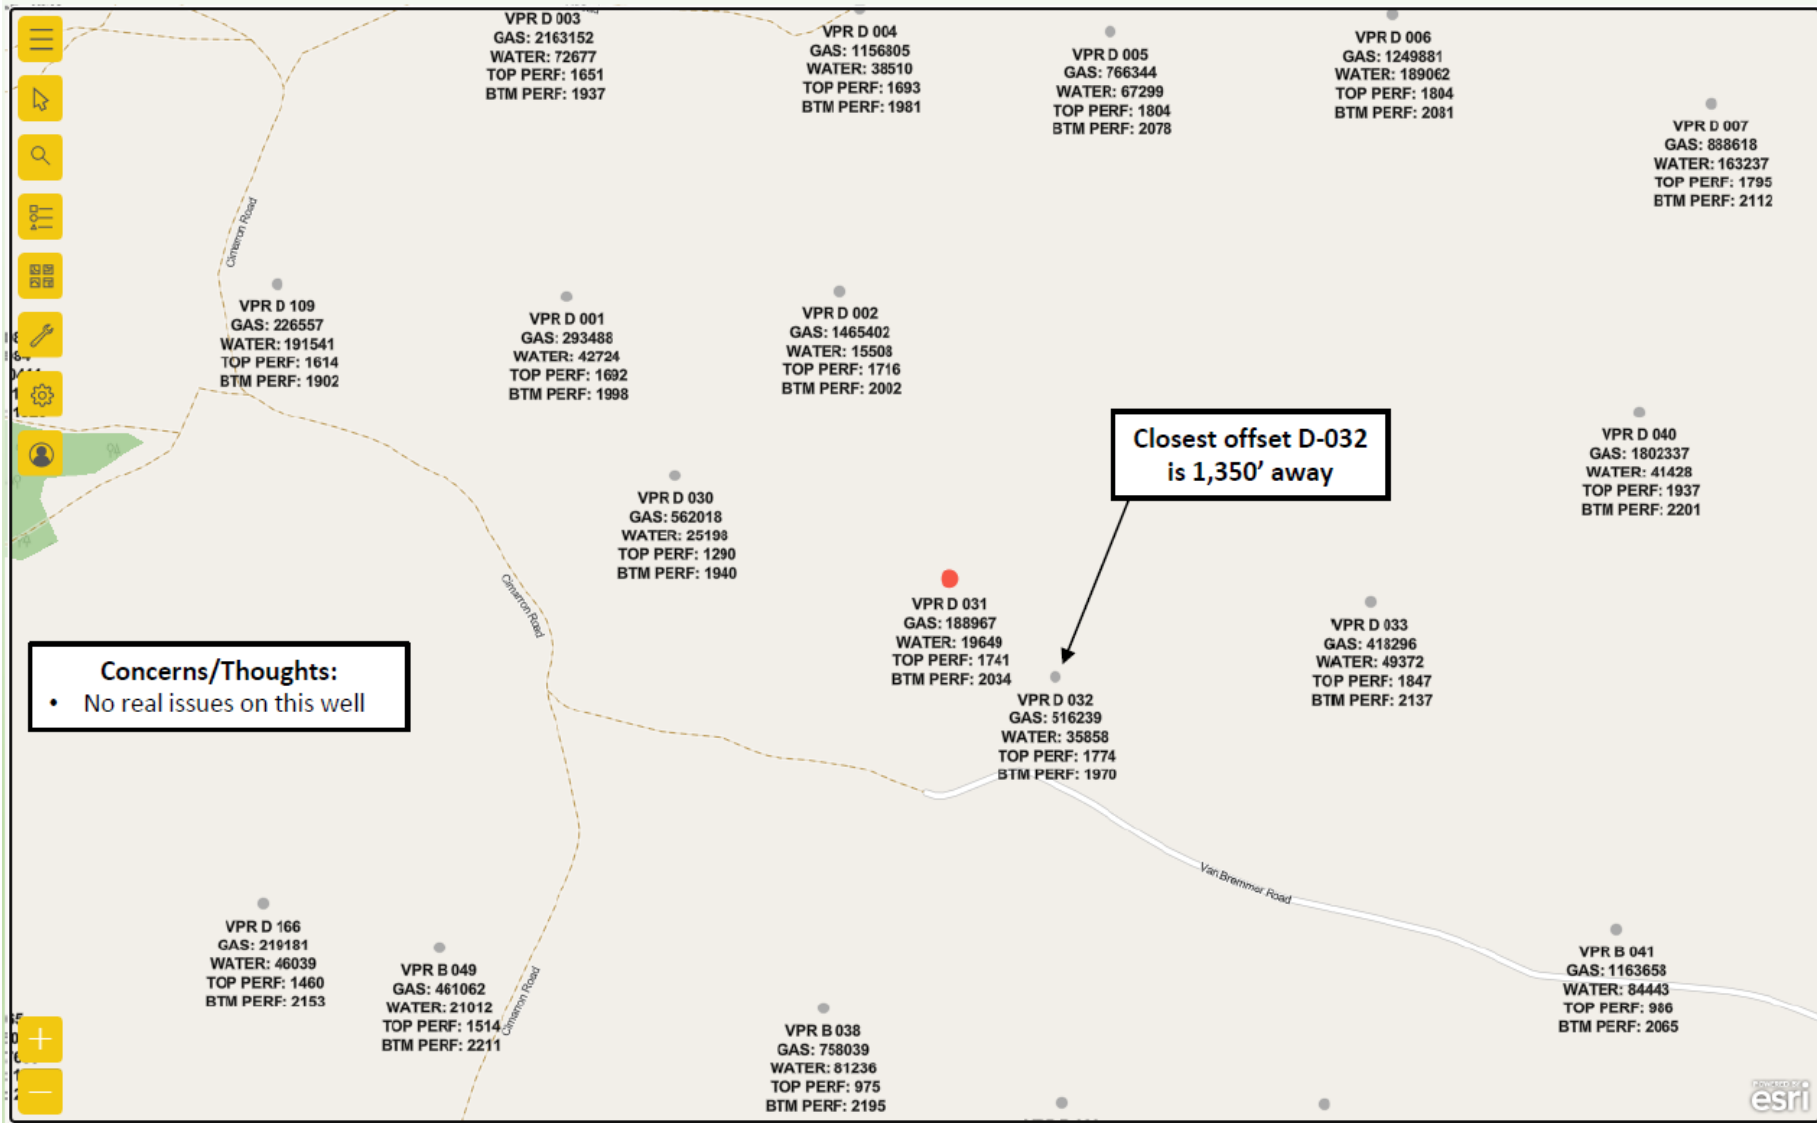 VPR D 003
GAS: 2163152
WATER: 72677
TOP PERF: 1651
BTM PERF: 1937
VPR D 004
GAS: 1156805
WATER: 38510
TOP PERF: 1693
BTM PERF: 1981
VPR D 005
GAS: 766344
WATER: 67299
TOP PERF: 1804
BTM PERF: 2078
VPR D 006
GAS: 1249881
WATER: 189062
TOP PERF: 1804
BTM PERF: 2081
VPR D 007
GAS: 888618
WATER: 163237
TOP PERF: 1795
BTM PERF: 2112
Cimarron Road
VPR D 109
GAS: 226557
WATER: 191541
TOP PERF: 1614
BTM PERF: 1902
VPR D 001
GAS: 293488
WATER: 42724
TOP PERF: 1692
BTM PERF: 1998
VPR D 002
GAS: 1465402
WATER: 15508
TOP PERF: 1716
BTM PERF: 2002
Closest offset D-032
is 1,350’ away
VPR D 040
GAS: 1802337
WATER: 41428
TOP PERF: 1937
BTM PERF: 2201
VPR D 030
GAS: 562018
WATER: 25198
TOP PERF: 1290
BTM PERF: 1940
Cimarron Road
VPR D 031
GAS: 188967
WATER: 19649
TOP PERF: 1741
BTM PERF: 2034
VPR D 033
GAS: 418296
WATER: 49372
TOP PERF: 1847
BTM PERF: 2137
Concerns/Thoughts:
• No real issues on this well
VPR D 032
GAS: 516239
WATER: 35858
TOP PERF: 1774
BTM PERF: 1970
Van Bremmer Road
VPR D 166
GAS: 219181
WATER: 46039
TOP PERF: 1460
BTM PERF: 2153
VPR B 049
GAS: 461062
WATER: 21012
TOP PERF: 1514
BTM PERF: 2211
Cimarron Road
VPR B 038
GAS: 758039
WATER: 81236
TOP PERF: 975
BTM PERF: 2195
VPR B 041
GAS: 1163658
WATER: 84443
TOP PERF: 986
BTM PERF: 2065
esri